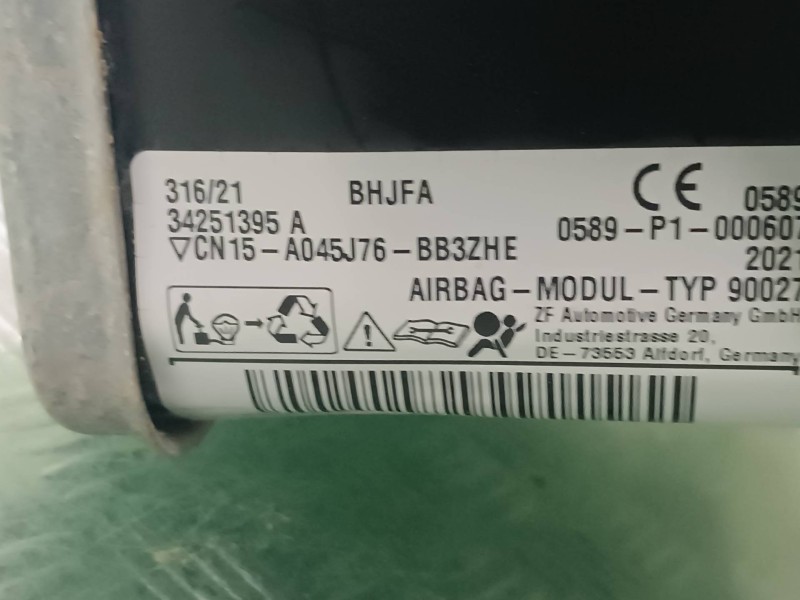 316/21 BHJFA CE 0589
34251395 A 0589-P1-000607
▽CN15-A045J76-BB3ZHE 2021
AIRBAG-MODUL-TYP 90027
ZF Automotive Germany GmbH
Industriestrasse 20,
DE-73553 Alfdorf, Germany